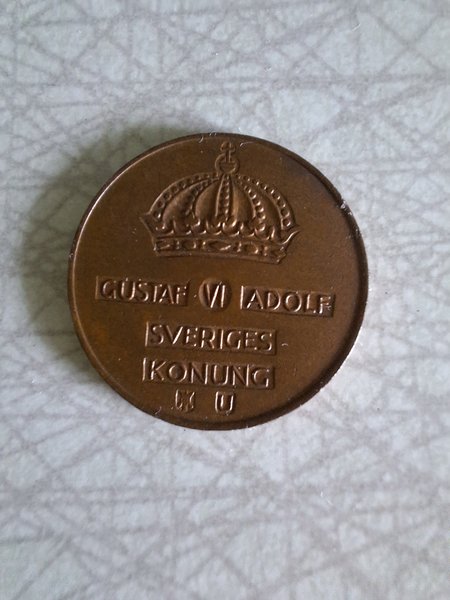 GUSTAF VI ADOLF
SVERIGES
KONUNG
U